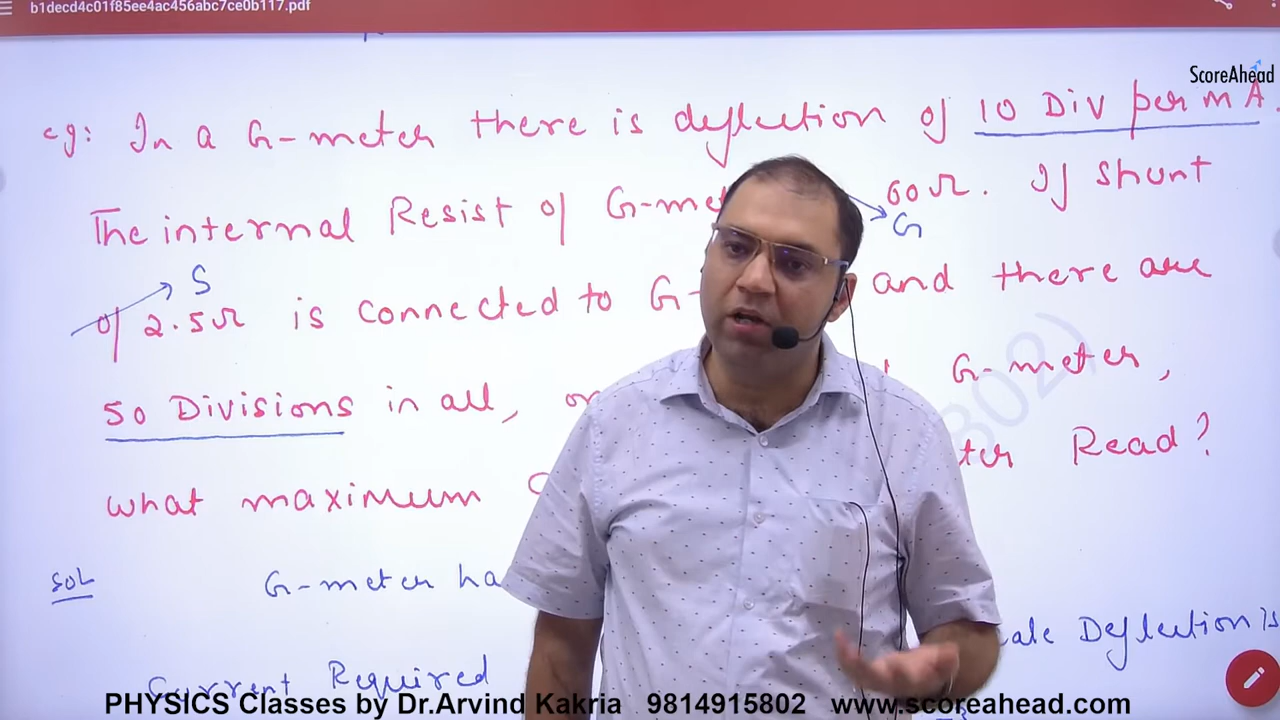 b1decd4c01f85ee4ac456abc7ce0b117.pdf
ScoreAhead
eg: In a G-meter there is deflection of 10 Div per mA
The internal Resist of 60Ω. If shunt
G
S
of 2.5Ω is connected to and there are
50 Divisions in all, G-meter,
what maximum Read?
SOL G-meter
Deflection is
Current Required
PHYSICS Classes by Dr.Arvind Kakria 9814915802 www.scoreahead.com